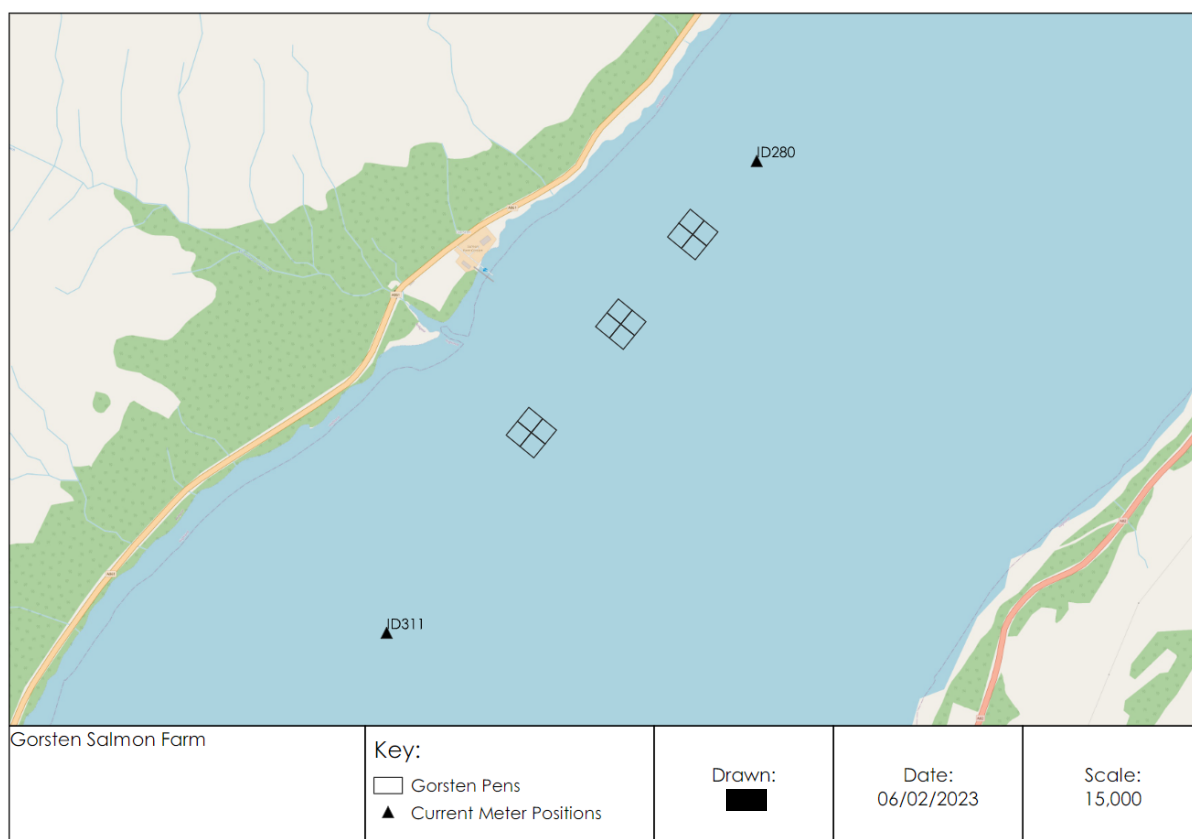 ID280
ID311
Gorsten Salmon Farm
Key:
Gorsten Pens
Current Meter Positions
Drawn:
Date:
06/02/2023
Scale:
15,000